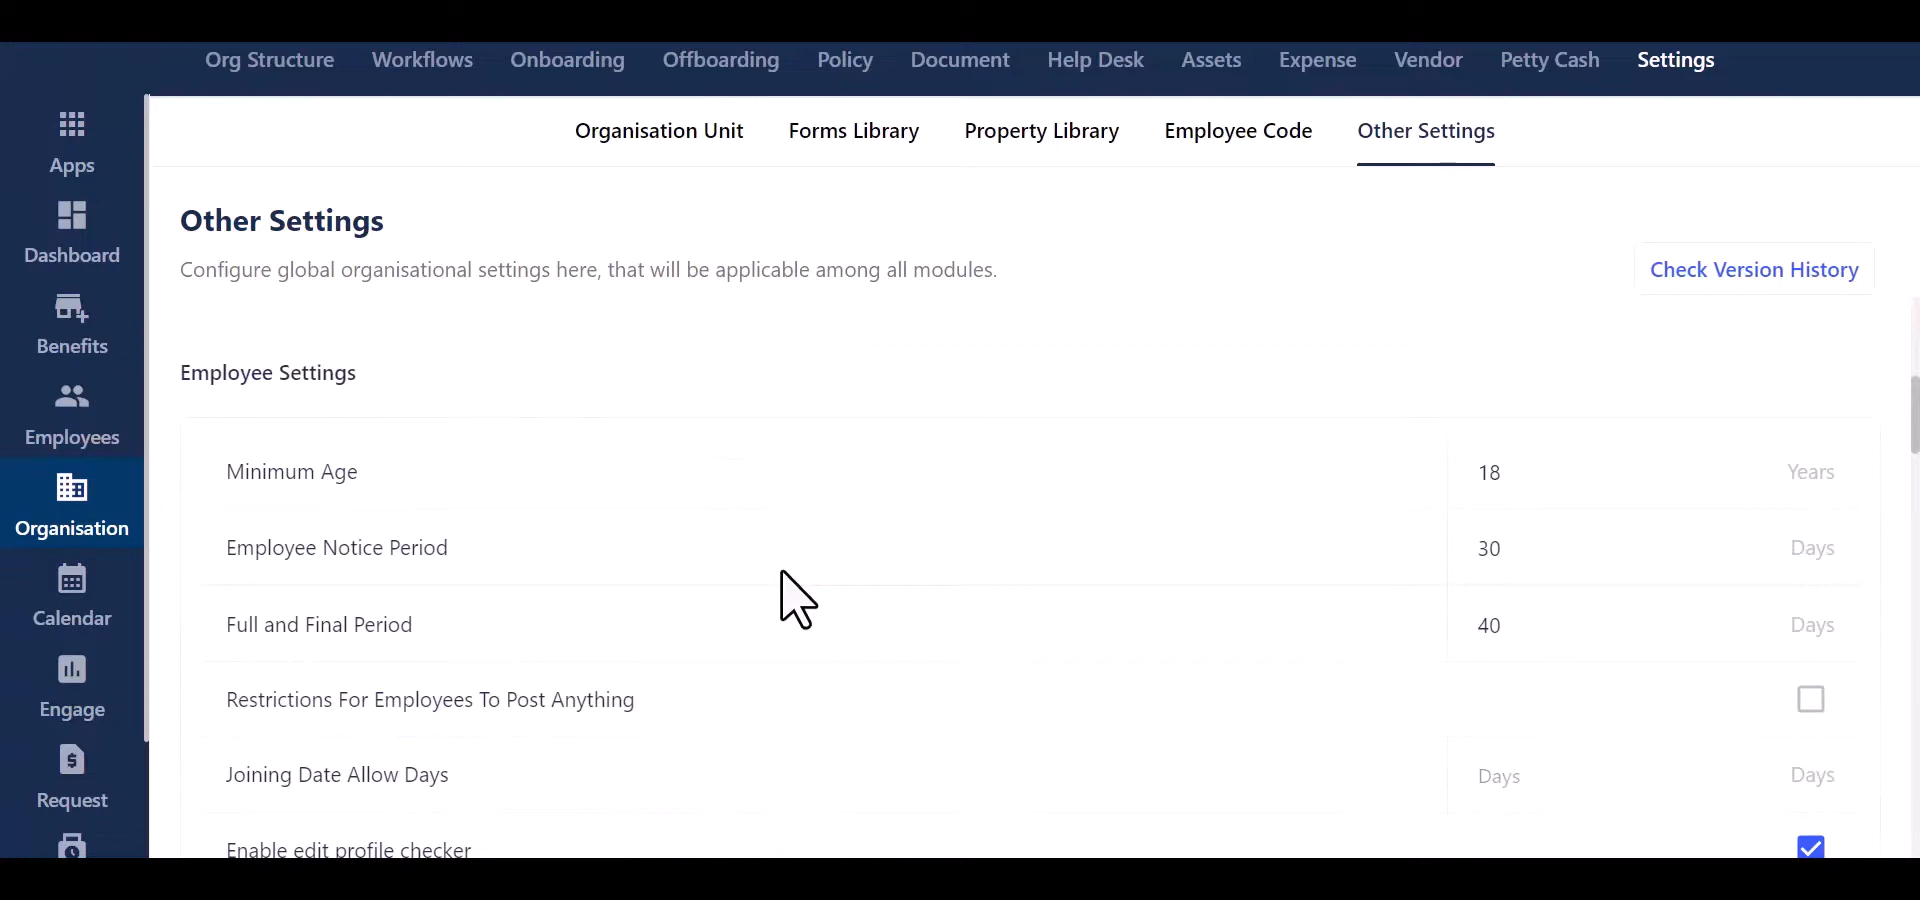 Org Structure Workflows Onboarding Offboarding Policy Document Help Desk Assets Expense Vendor Petty Cash Settings
Apps
Dashboard
Benefits
Employees
Organisation
Calendar
Engage
Request
Organisation Unit Forms Library Property Library Employee Code Other Settings
Other Settings
Configure global organisational settings here, that will be applicable among all modules.
Check Version History
Employee Settings
Minimum Age 18 Years
Employee Notice Period 30 Days
Full and Final Period 40 Days
Restrictions For Employees To Post Anything
Joining Date Allow Days Days Days
Enable edit profile checker